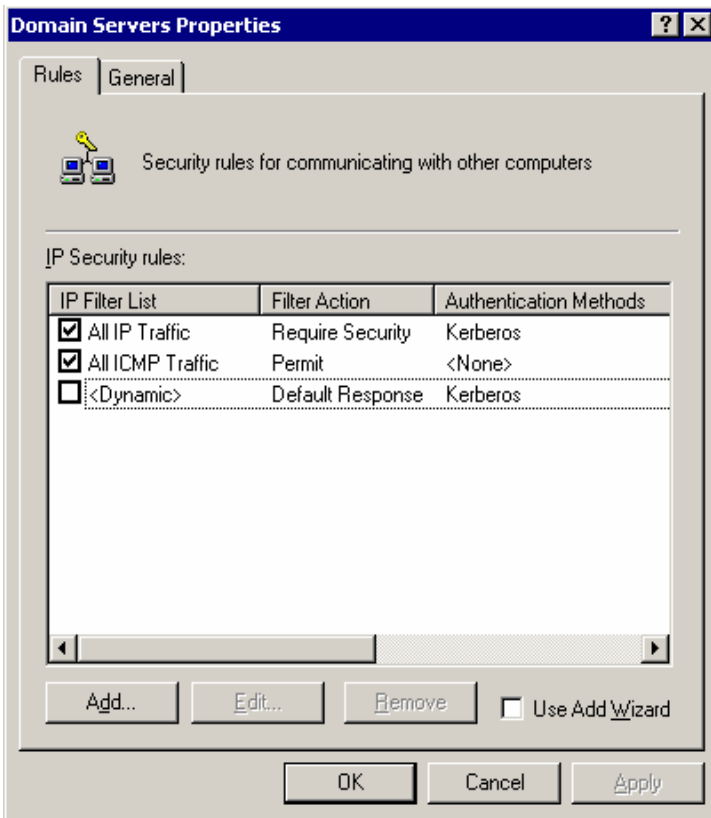 Domain Servers Properties
Rules
General
Security rules for communicating with other computers
IP Security rules:
IP Filter List Filter Action Authentication Methods
All IP Traffic Require Security Kerberos
All ICMP Traffic Permit <None>
<Dynamic> Default Response Kerberos
Add... Edit... Remove Use Add Wizard
OK Cancel Apply